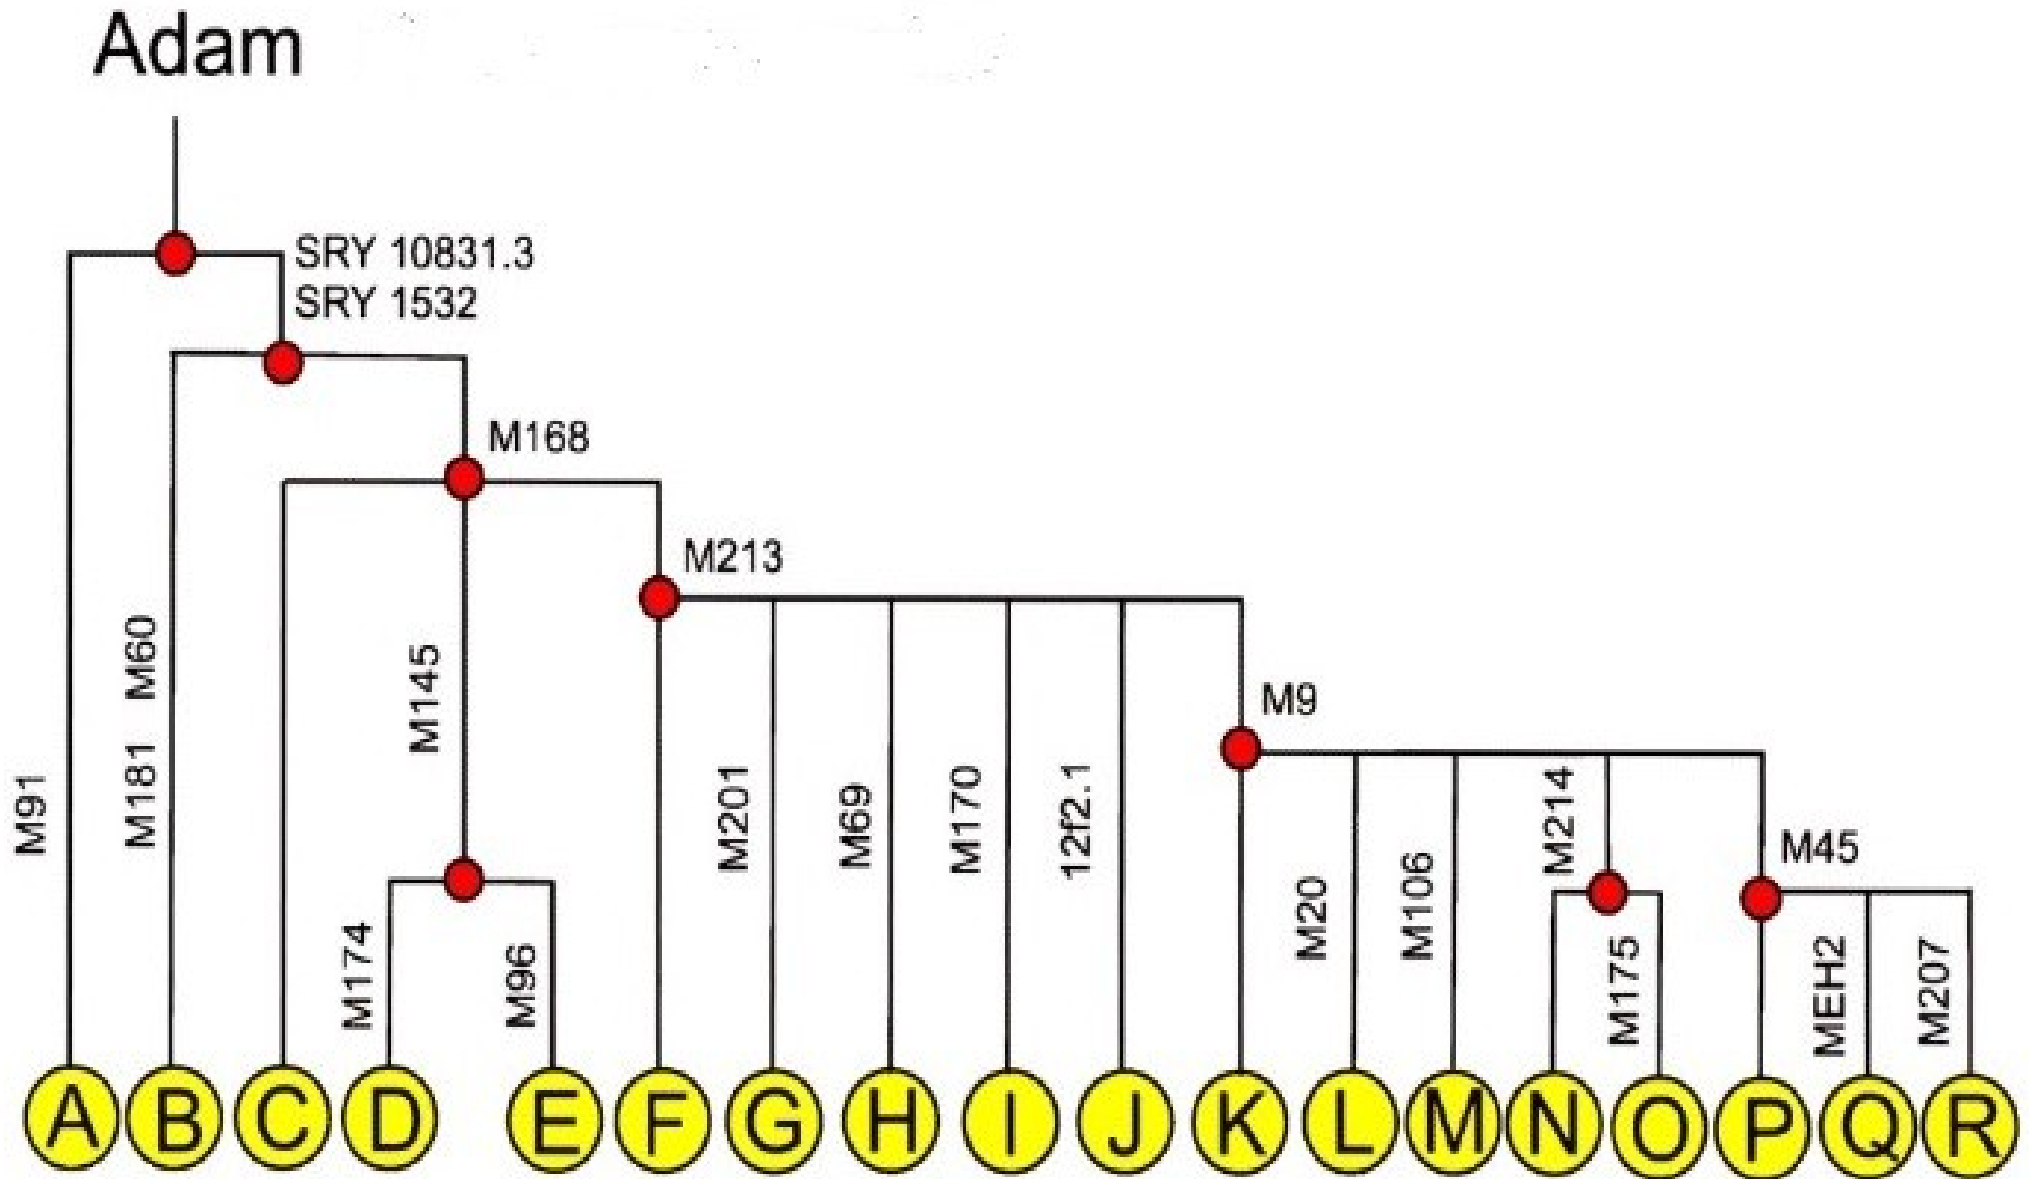 Adam
SRY 10831.3
SRY 1532
M168
M213
M9
M45
M91
M181 M60
M145
M174
M96
M201
M69
M170
12f2.1
M20
M106
M214
M175
MEH2
M207
A B C D E F G H I J K L M N O P Q R